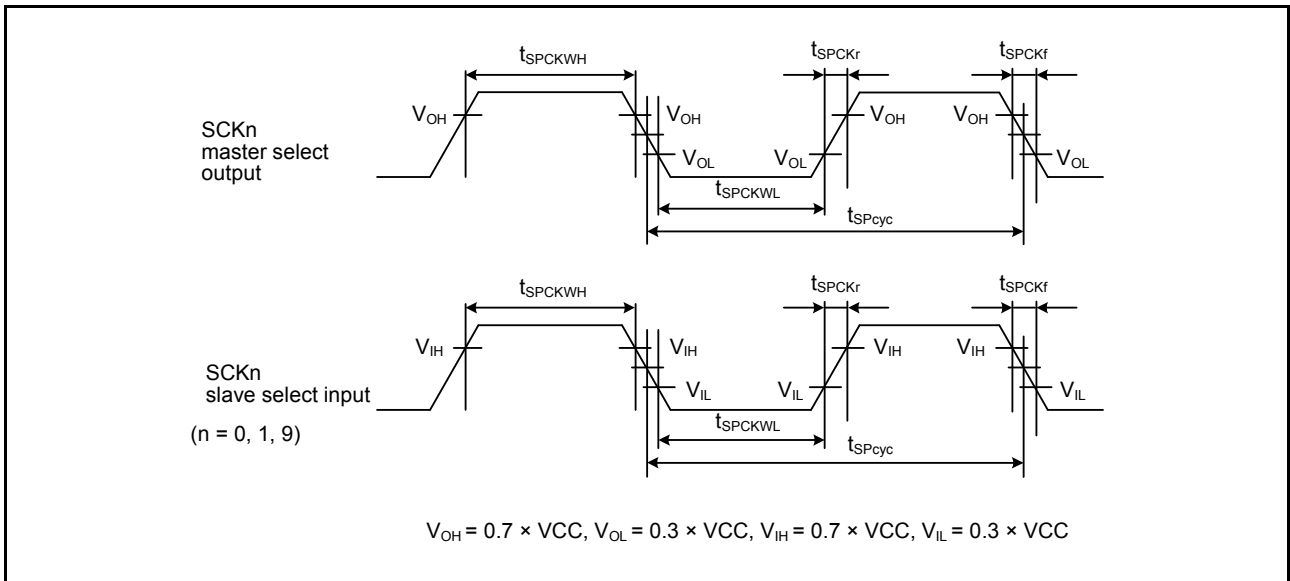 tSPCKWH
tSPCKr
tSPCKf
SCKn
master select
output
VOH
VOH
VOL
VOL
VOH
VOH
VOL
tSPCKWL
tSPcyc
tSPCKWH
tSPCKr
tSPCKf
SCKn
slave select input
(n = 0, 1, 9)
VIH
VIH
VIL
VIL
VIH
VIH
VIL
tSPCKWL
tSPcyc
VOH = 0.7 × VCC, VOL = 0.3 × VCC, VIH = 0.7 × VCC, VIL = 0.3 × VCC